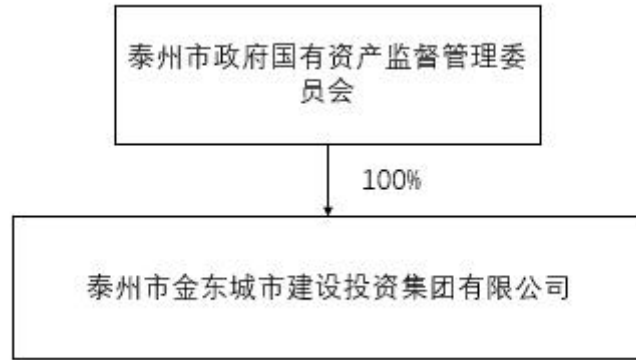 泰州市政府国有资产监督管理委
员会
100%
泰州市金东城市建设投资集团有限公司